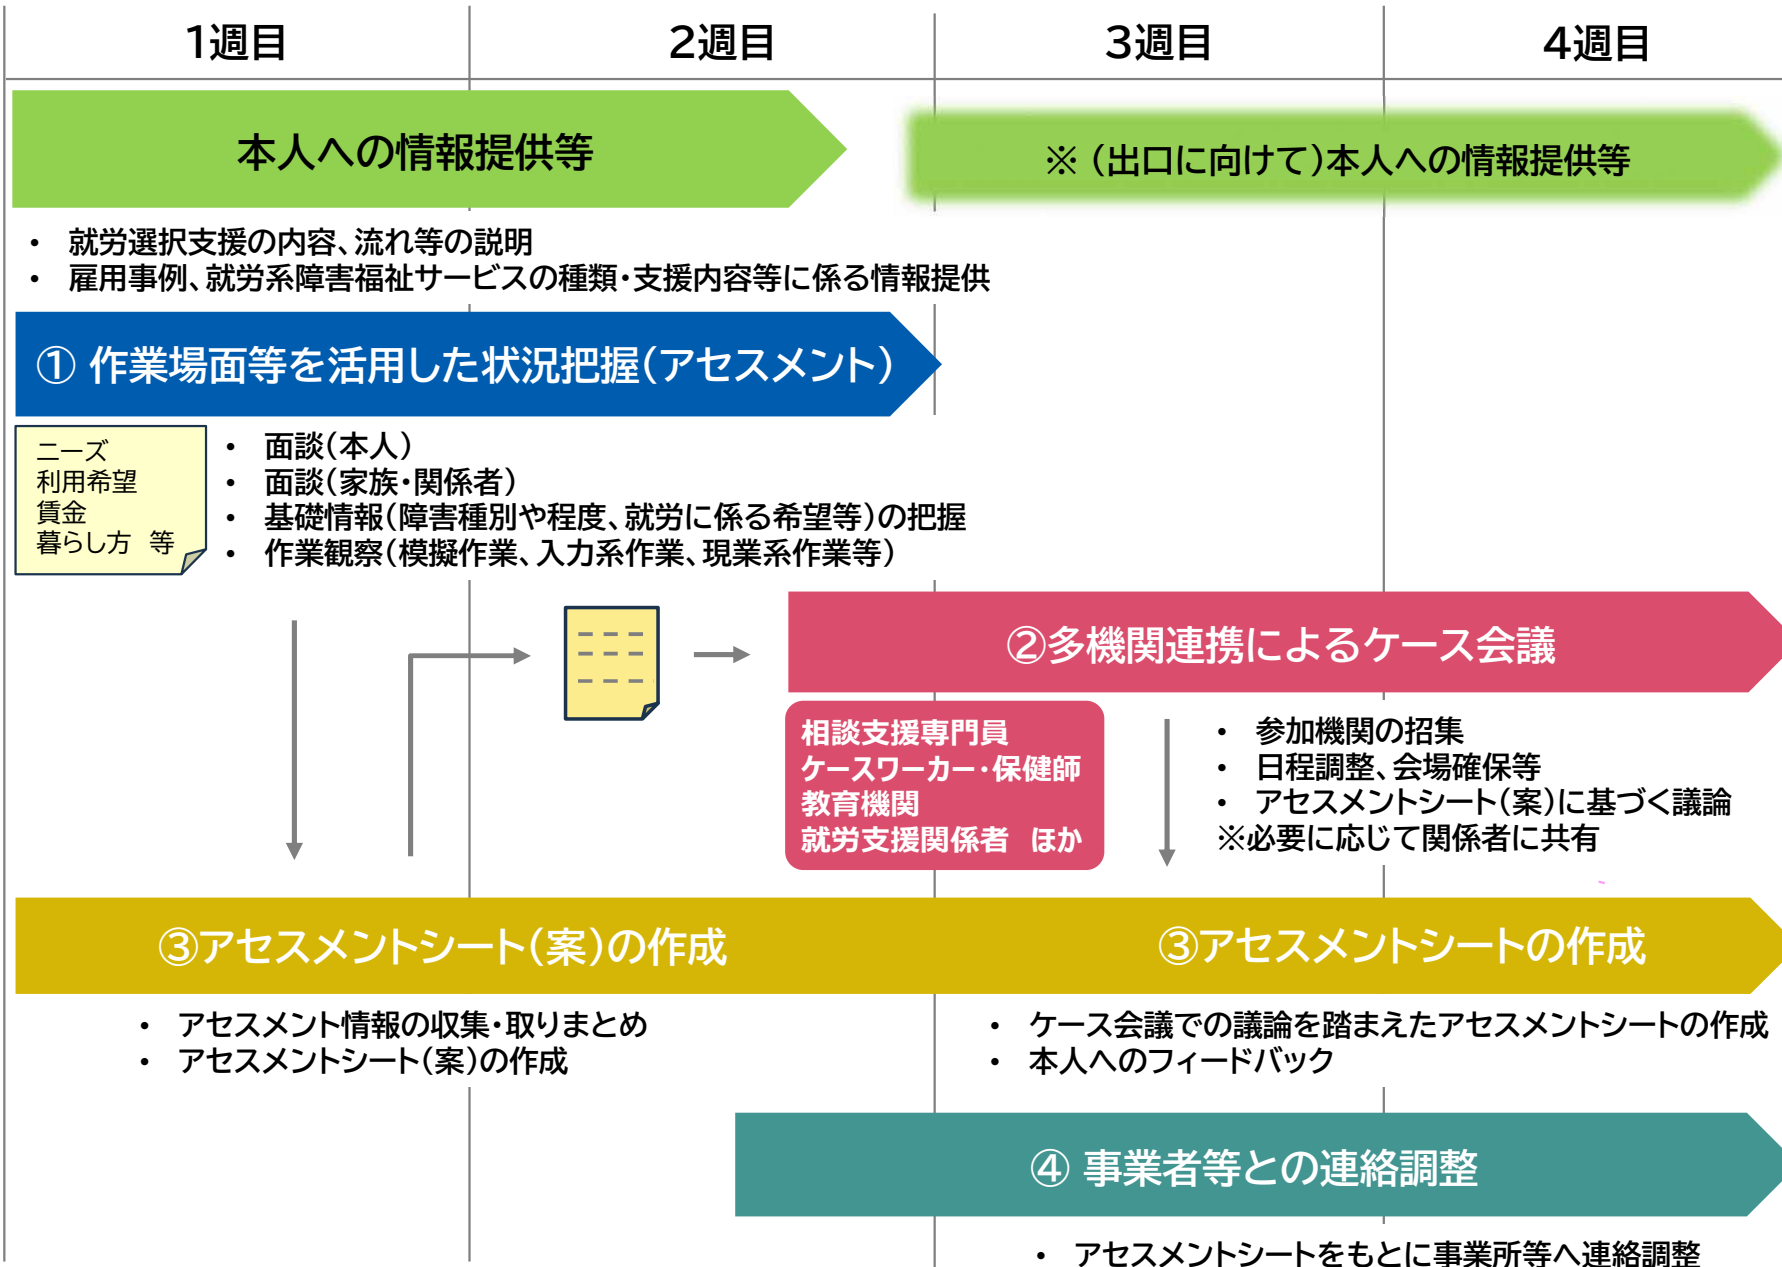 1週目
2週目
3週目
4週目
本人への情報提供等
※（出口に向けて）本人への情報提供等
• 就労選択支援の内容、流れ等の説明
• 雇用事例、就労系障害福祉サービスの種類・支援内容等に係る情報提供
① 作業場面等を活用した状況把握（アセスメント）
ニーズ
利用希望
賃金
暮らし方 等
• 面談（本人）
• 面談（家族・関係者）
• 基礎情報（障害種別や程度、就労に係る希望等）の把握
• 作業観察（模擬作業、入力系作業、現業系作業等）
②多機関連携によるケース会議
相談支援専門員
ケースワーカー・保健師
教育機関
就労支援関係者 ほか
• 参加機関の招集
• 日程調整、会場確保等
• アセスメントシート（案）に基づく議論
※必要に応じて関係者に共有
③アセスメントシート（案）の作成
③アセスメントシートの作成
• アセスメント情報の収集・取りまとめ
• アセスメントシート（案）の作成
• ケース会議での議論を踏まえたアセスメントシートの作成
• 本人へのフィードバック
④ 事業者等との連絡調整
• アセスメントシートをもとに事業所等へ連絡調整